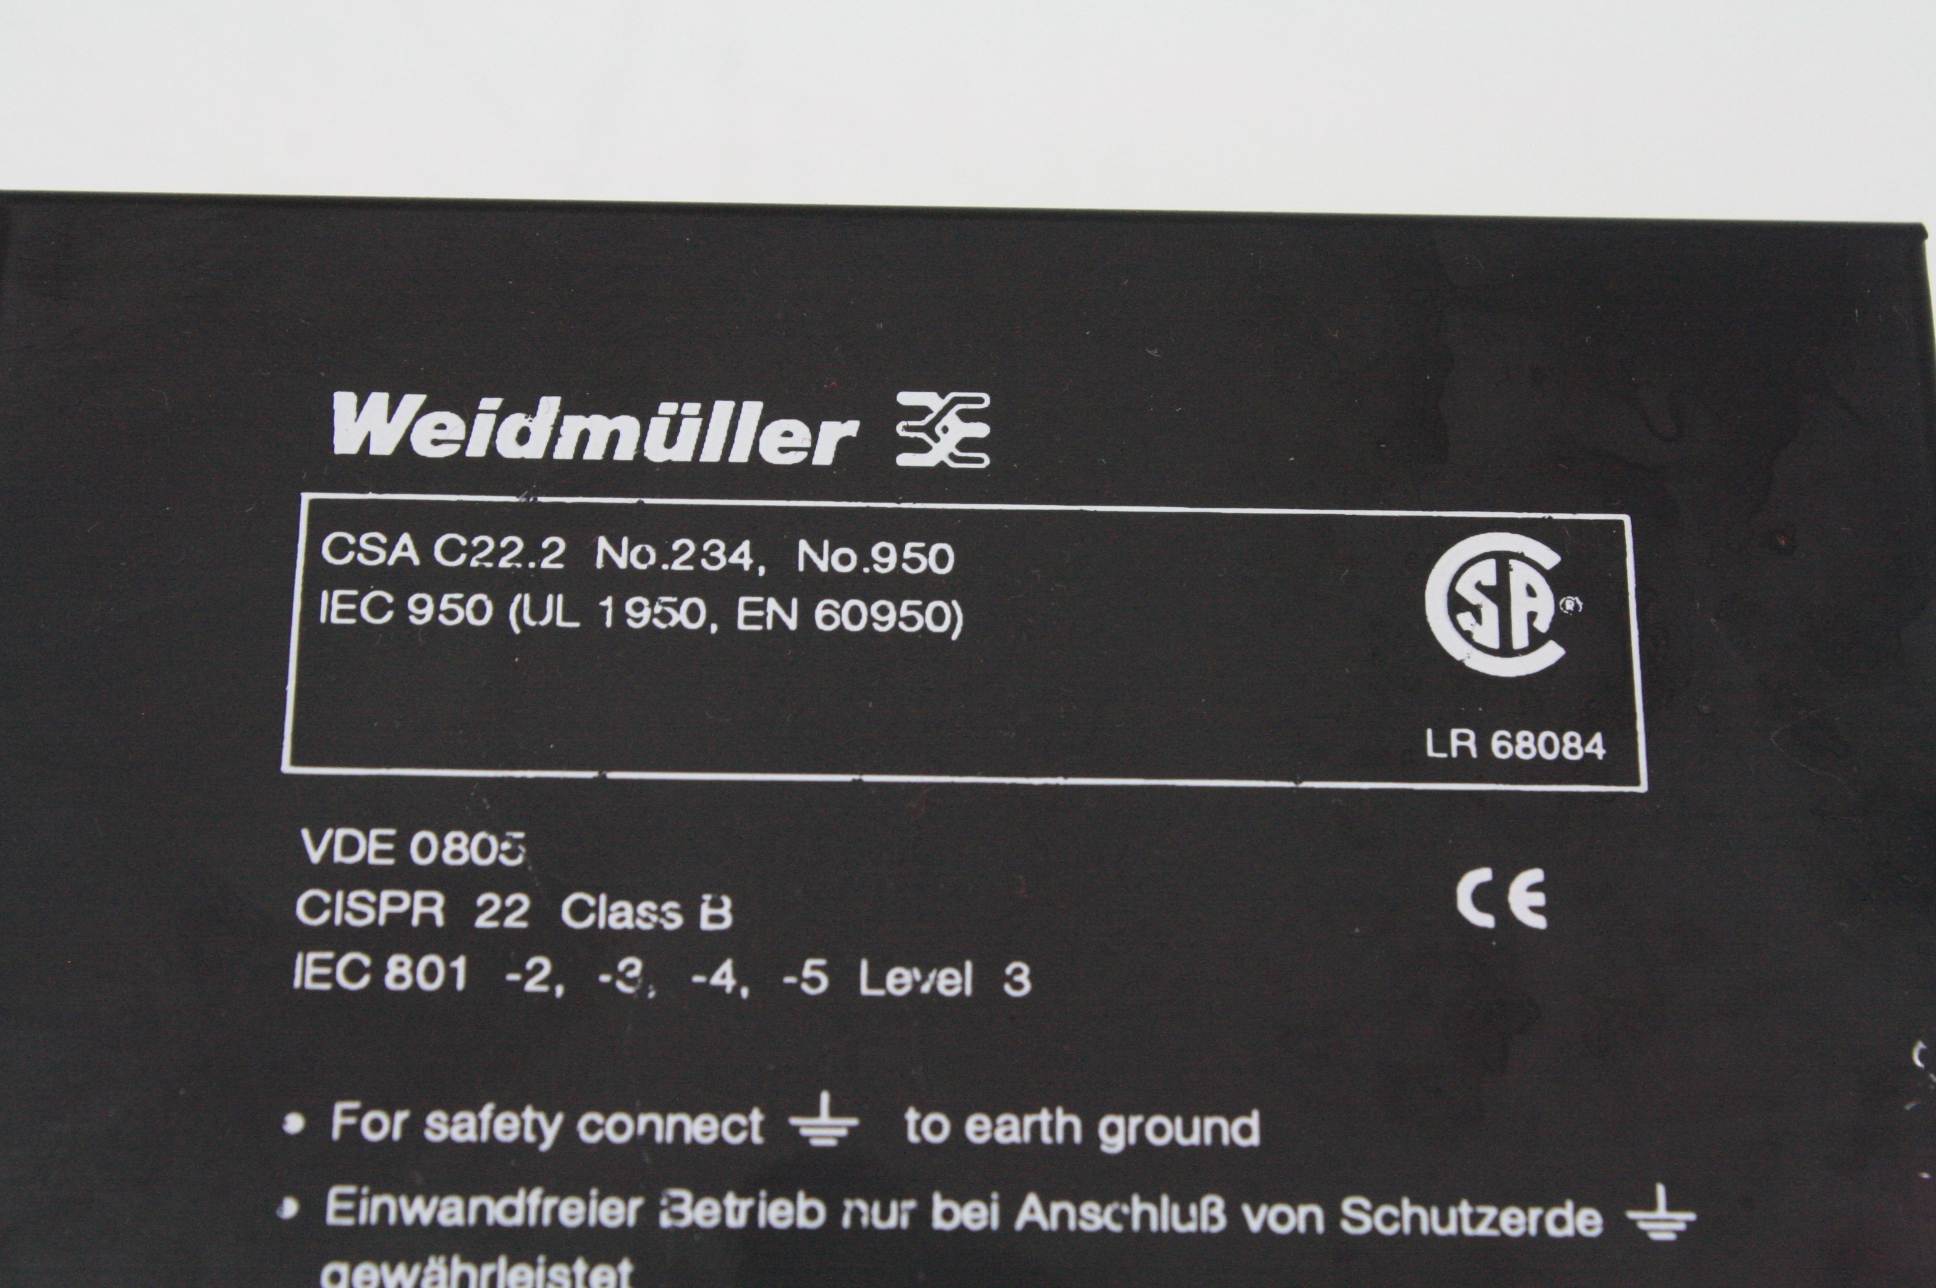 Weidmüller
CSA C22.2 No.234, No.950
IEC 950 (UL 1950, EN 60950)
CSA ®
LR 68084
VDE 0805
CISPR 22 Class B
CE
IEC 801 -2, -3, -4, -5 Level 3
• For safety connect ⏚ to earth ground
• Einwandfreier Betrieb nur bei Anschluß von Schutzerde ⏚
gewährleistet